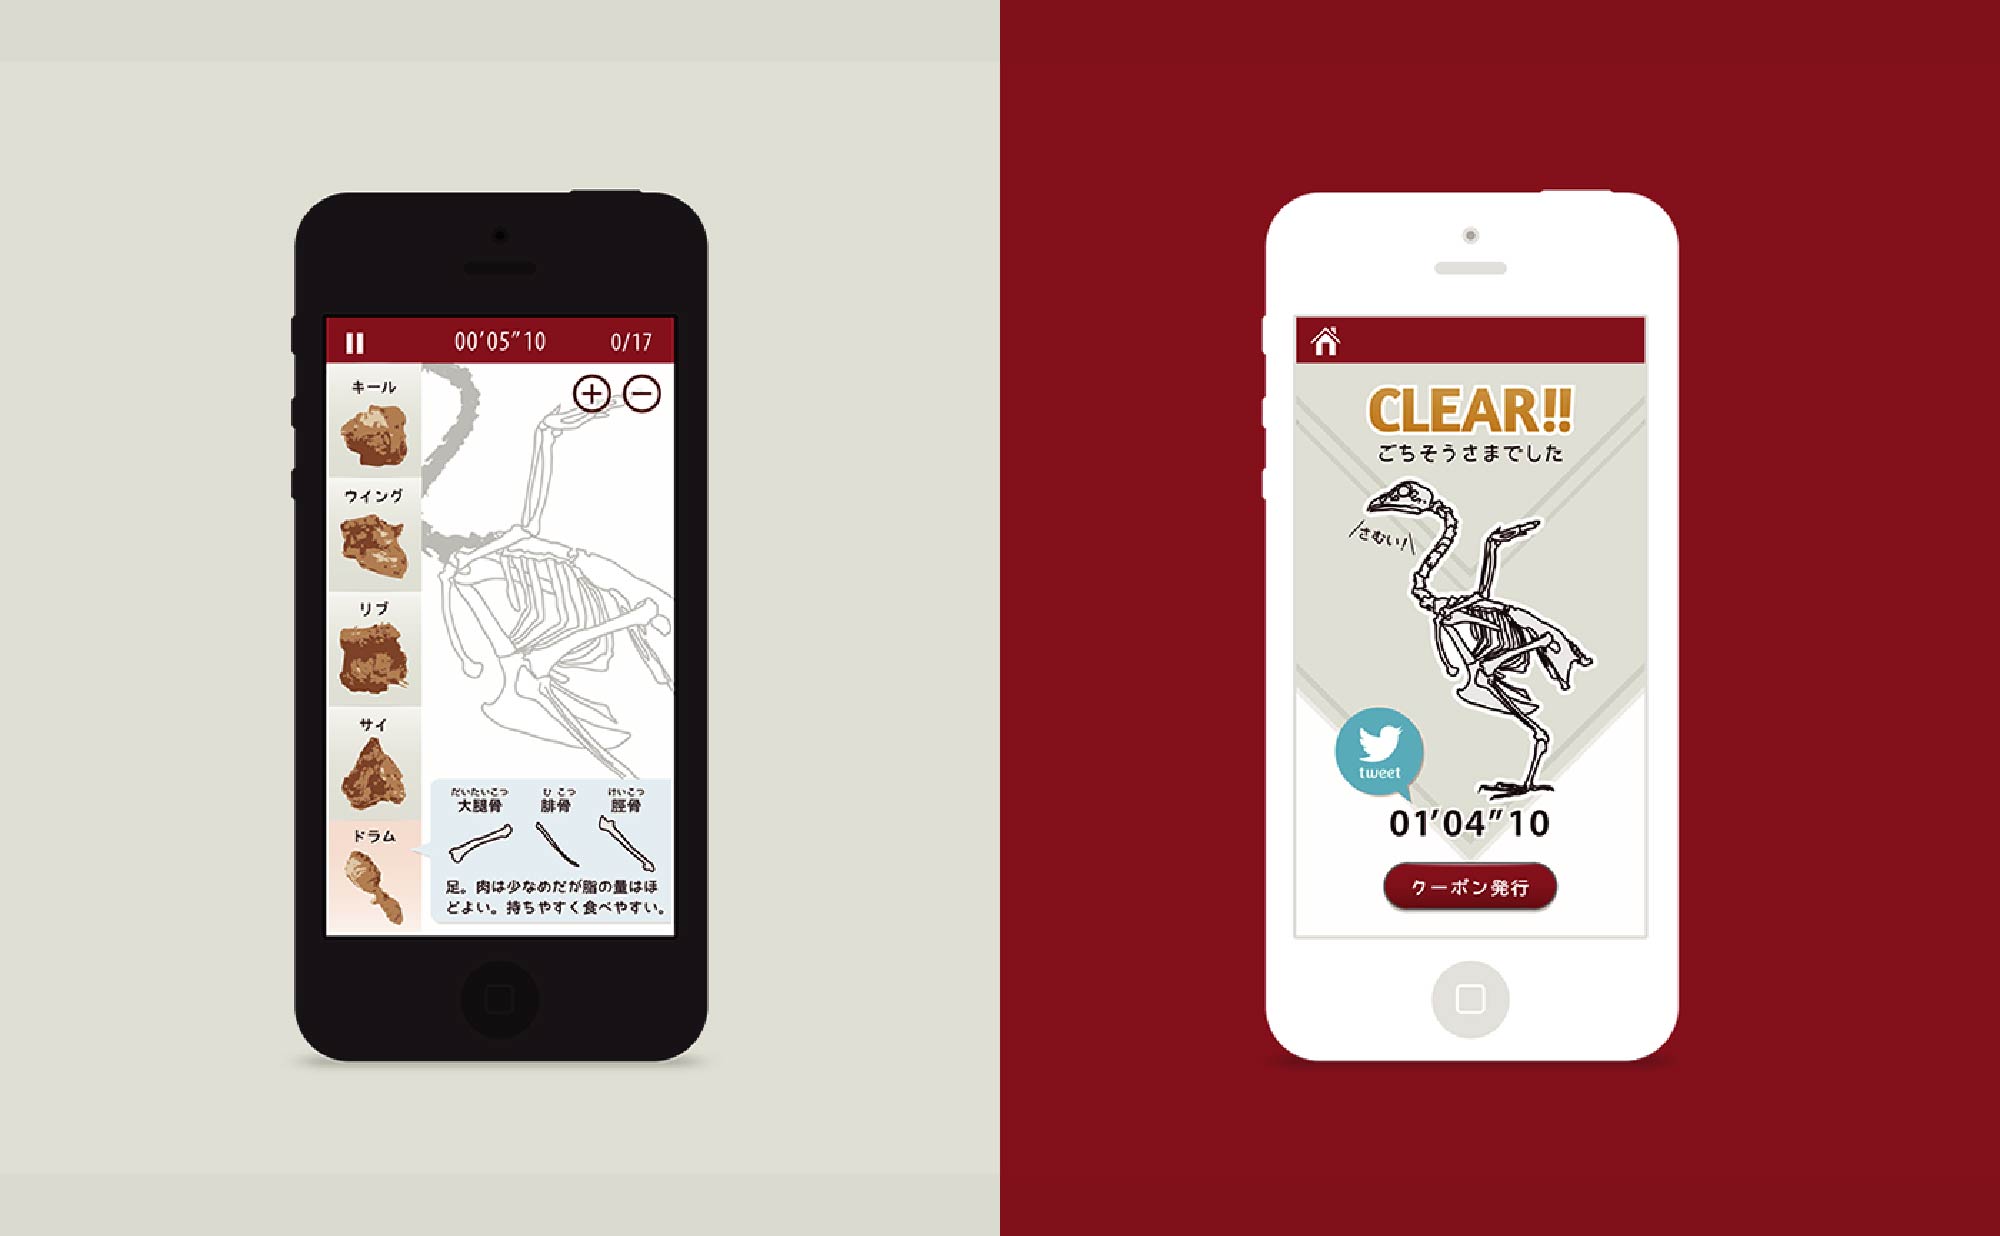 00'05"10 0/17
キール
ウイング
リブ
サイ
ドラム
だいたいこつ ひこつ けいこつ
大腿骨 腓骨 脛骨
足。肉は少なめだが脂の量はほ
どよい。持ちやすく食べやすい。
CLEAR!!
ごちそうさまでした
さむい!
tweet
01'04"10
クーポン発行